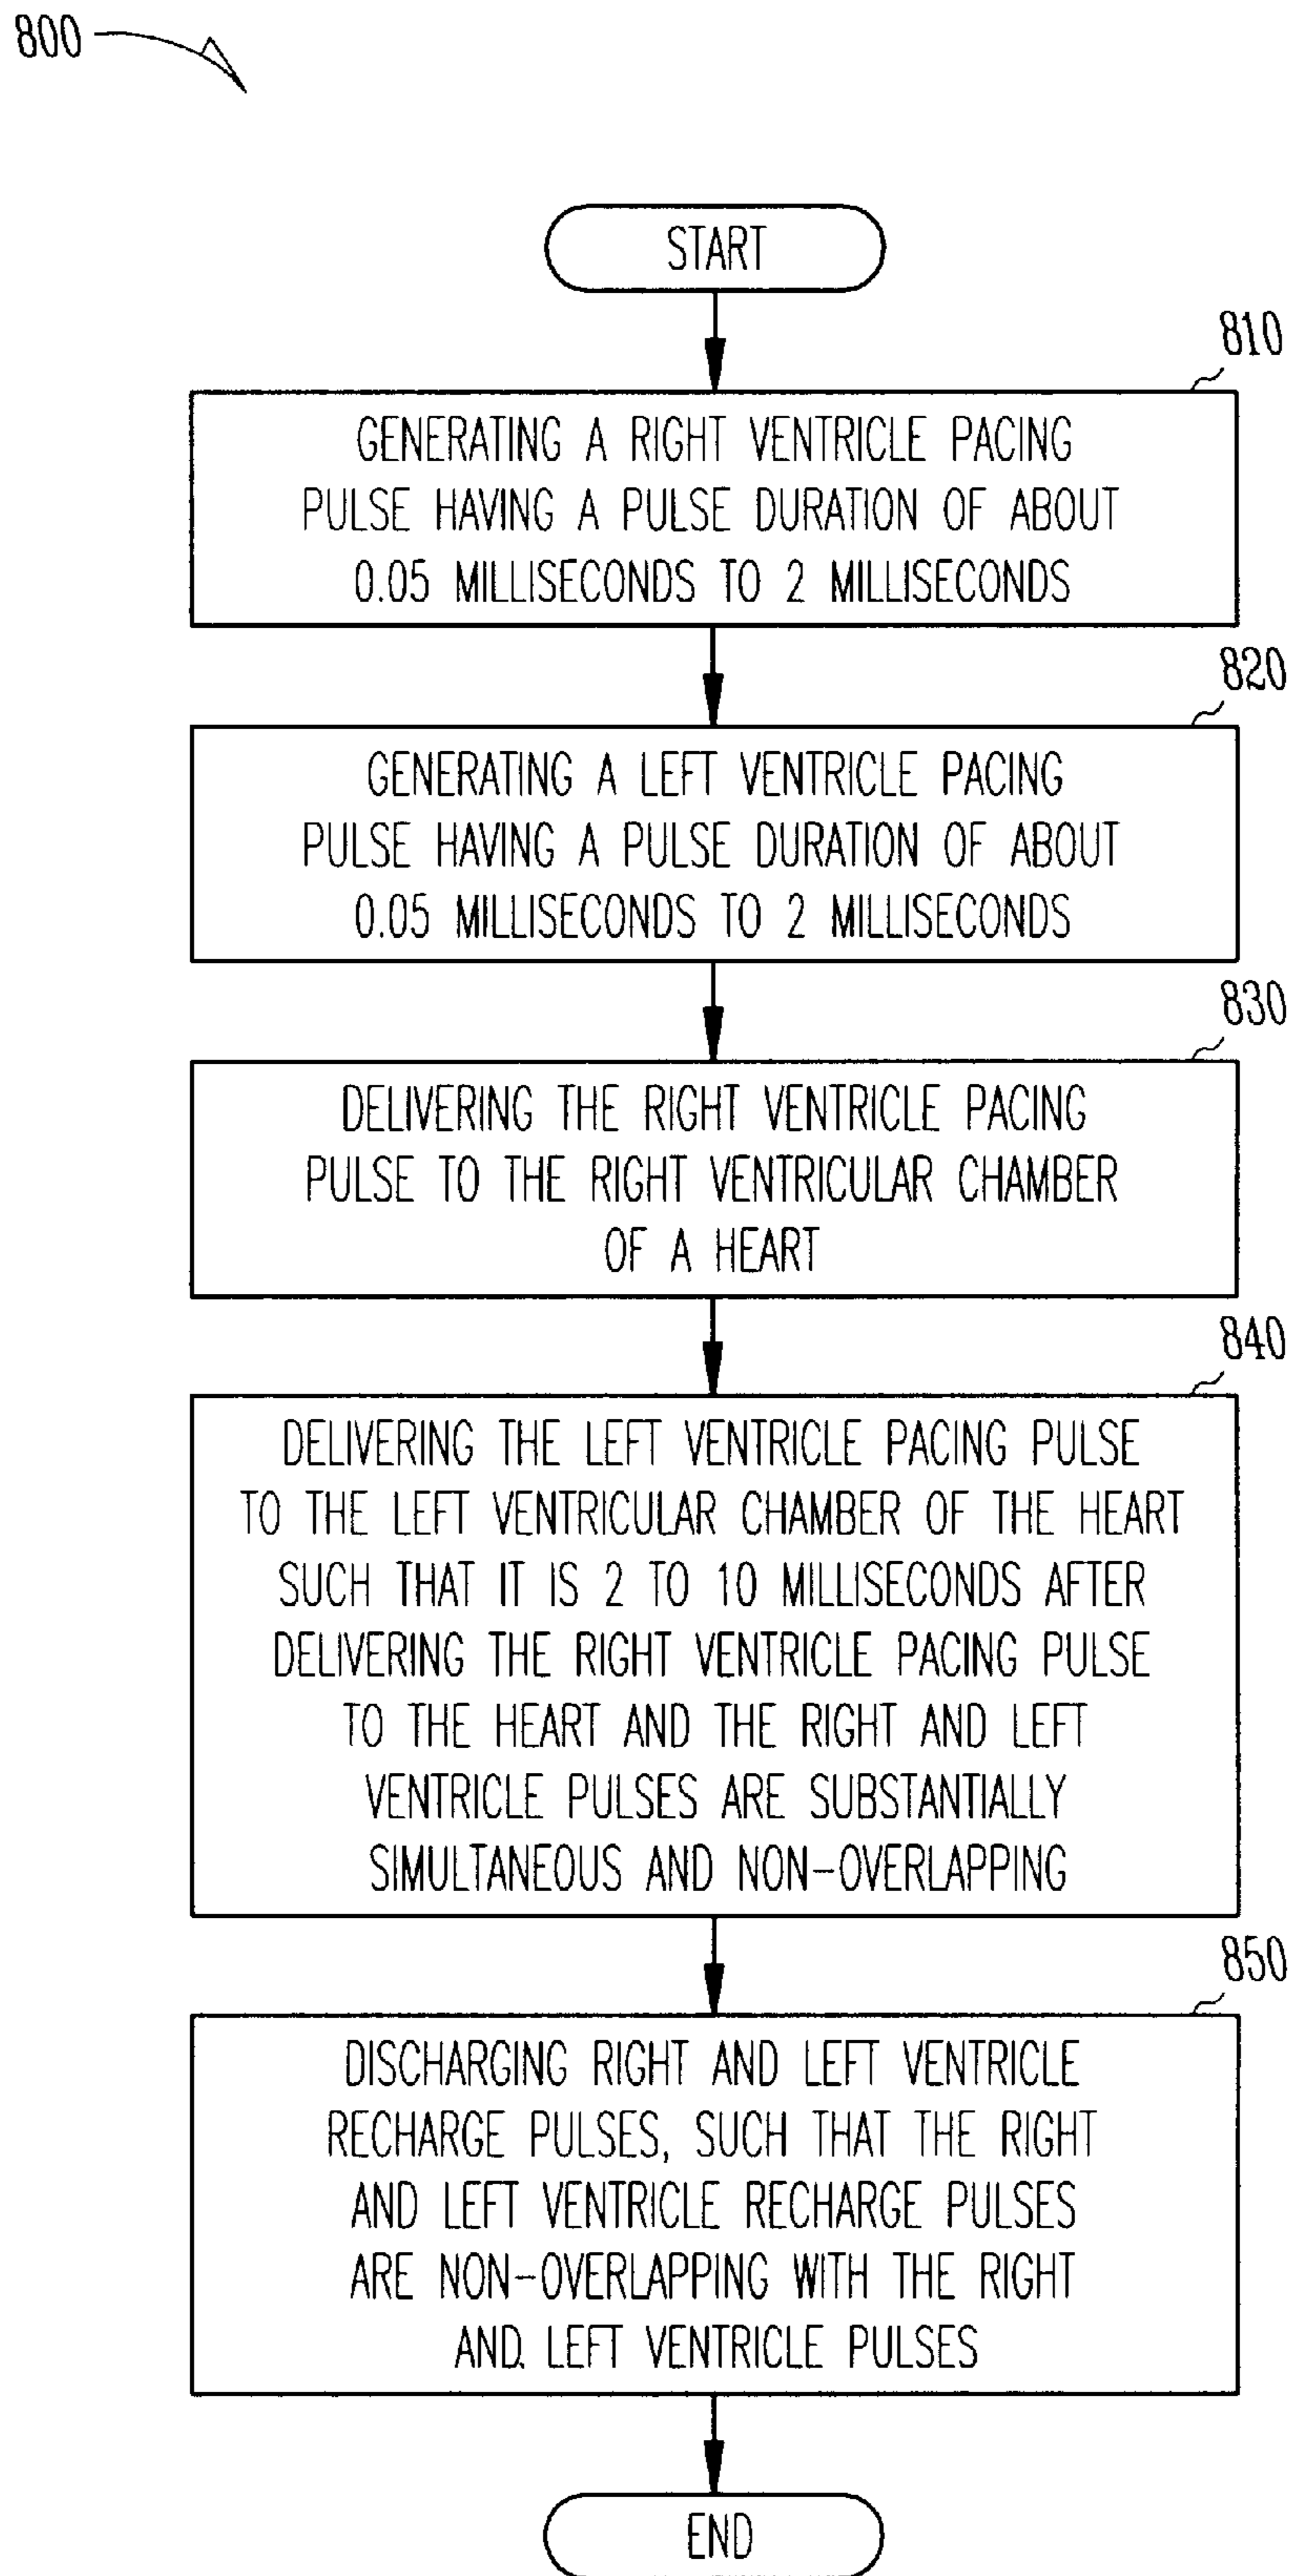 800
START
810
GENERATING A RIGHT VENTRICLE PACING
PULSE HAVING A PULSE DURATION OF ABOUT
0.05 MILLISECONDS TO 2 MILLISECONDS
820
GENERATING A LEFT VENTRICLE PACING
PULSE HAVING A PULSE DURATION OF ABOUT
0.05 MILLISECONDS TO 2 MILLISECONDS
830
DELIVERING THE RIGHT VENTRICLE PACING
PULSE TO THE RIGHT VENTRICULAR CHAMBER
OF A HEART
840
DELIVERING THE LEFT VENTRICLE PACING PULSE
TO THE LEFT VENTRICULAR CHAMBER OF THE HEART
SUCH THAT IT IS 2 TO 10 MILLISECONDS AFTER
DELIVERING THE RIGHT VENTRICLE PACING PULSE
TO THE HEART AND THE RIGHT AND LEFT
VENTRICLE PULSES ARE SUBSTANTIALLY
SIMULTANEOUS AND NON-OVERLAPPING
850
DISCHARGING RIGHT AND LEFT VENTRICLE
RECHARGE PULSES, SUCH THAT THE RIGHT
AND LEFT VENTRICLE RECHARGE PULSES
ARE NON-OVERLAPPING WITH THE RIGHT
AND. LEFT VENTRICLE PULSES
END